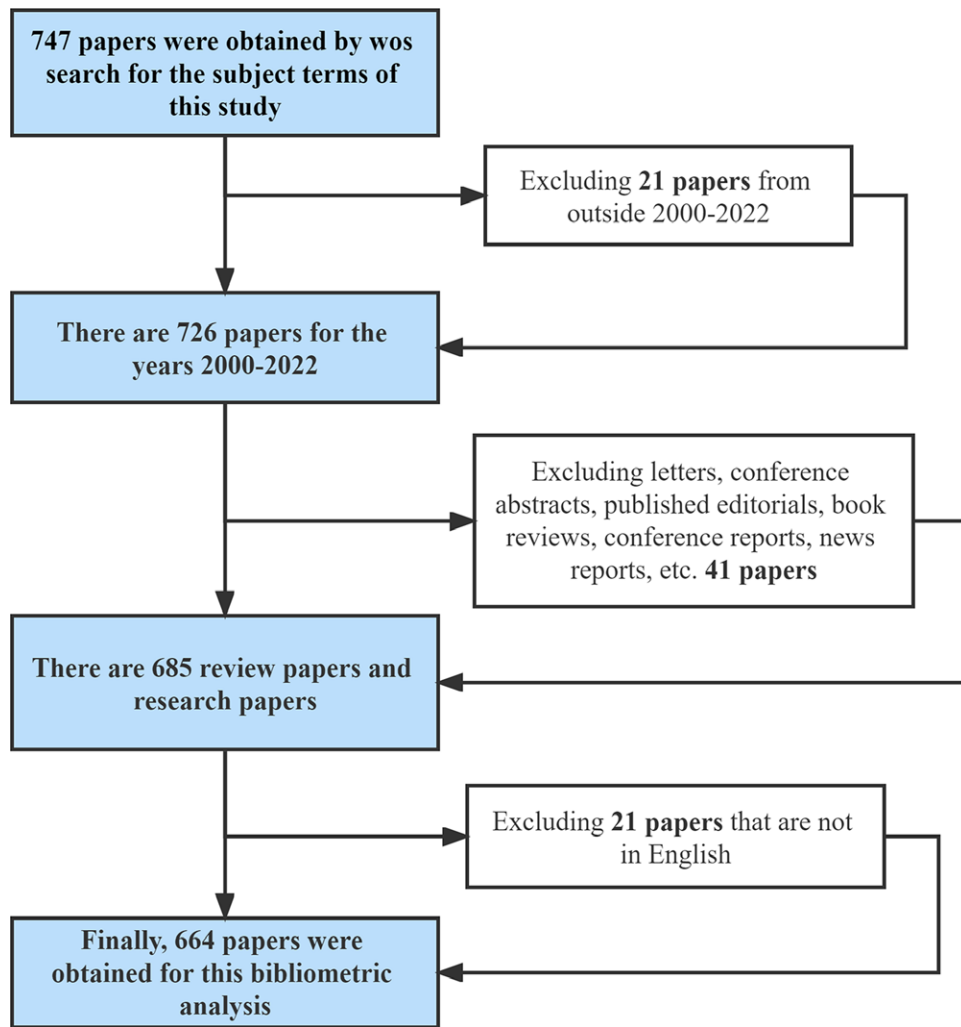 747 papers were obtained by wos
search for the subject terms of
this study
Excluding 21 papers from
outside 2000-2022
There are 726 papers for the
years 2000-2022
Excluding letters, conference
abstracts, published editorials, book
reviews, conference reports, news
reports, etc. 41 papers
There are 685 review papers and
research papers
Excluding 21 papers that are not
in English
Finally, 664 papers were
obtained for this bibliometric
analysis